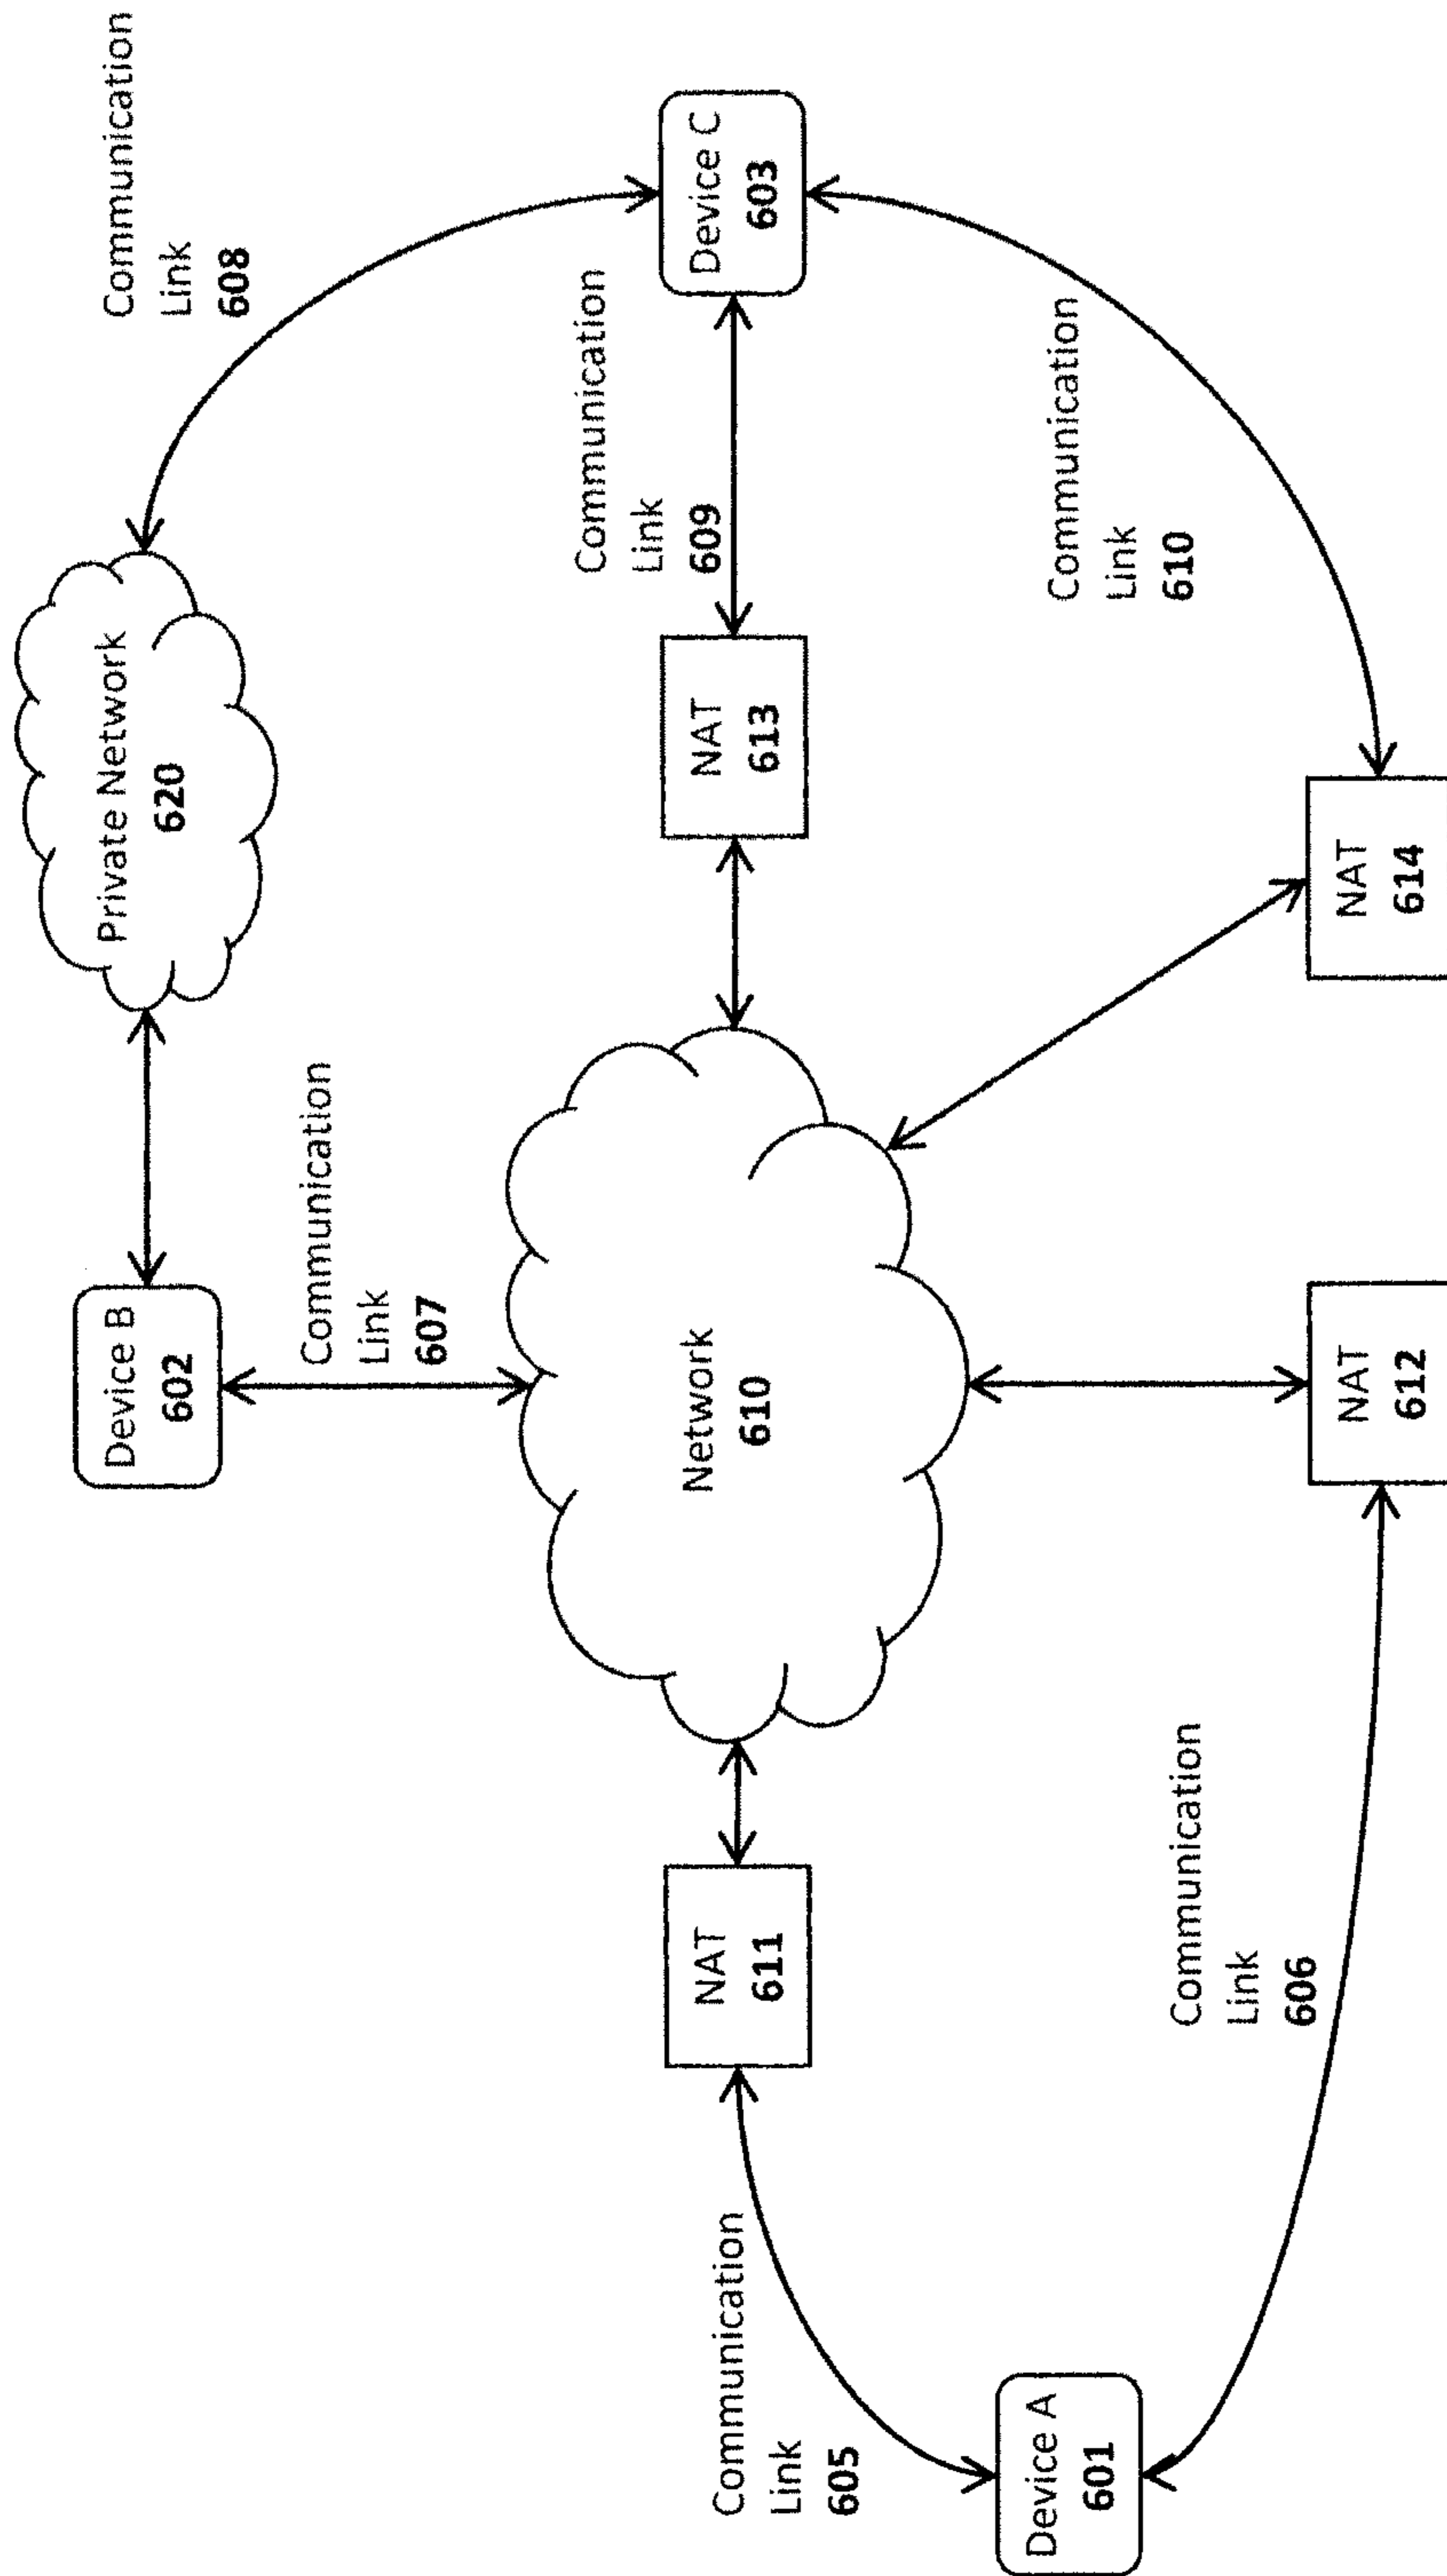 Communication
Link
608
Private Network
620
Device B
602
Communication
Link
607
Device C
603
Communication
Link
609
NAT
613
Communication
Link
610
NAT
614
Network
610
NAT
611
NAT
612
Communication
Link
605
Communication
Link
606
Device A
601